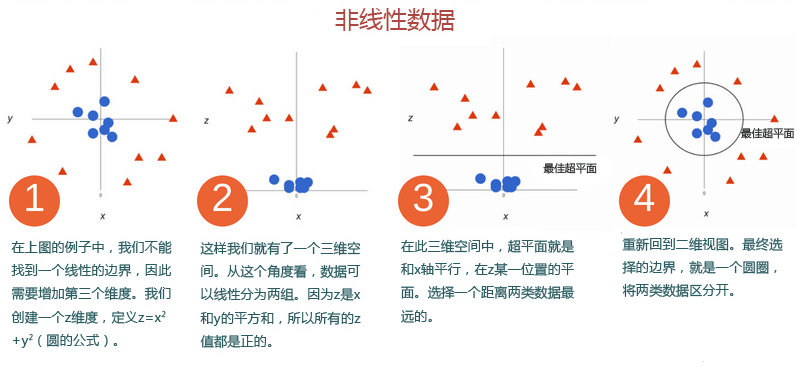 非线性数据
y
x
0
1
在上图的例子中，我们不能
找到一个线性的边界，因此
需要增加第三个维度。我们
创建一个z维度，定义z=x²
+y²（圆的公式）。
z
x
0
2
这样我们就有了一个三维空
间。从这个角度看，数据可
以线性分为两组。因为z是x
和y的平方和，所以所有的z
值都是正的。
z
最佳超平面
x
0
3
在此三维空间中，超平面就是
和x轴平行，在z某一位置的平
面。选择一个距离两类数据最
远的。
y
最佳超平面
x
0
4
重新回到二维视图。最终选
择的边界，就是一个圆圈，
将两类数据区分开。